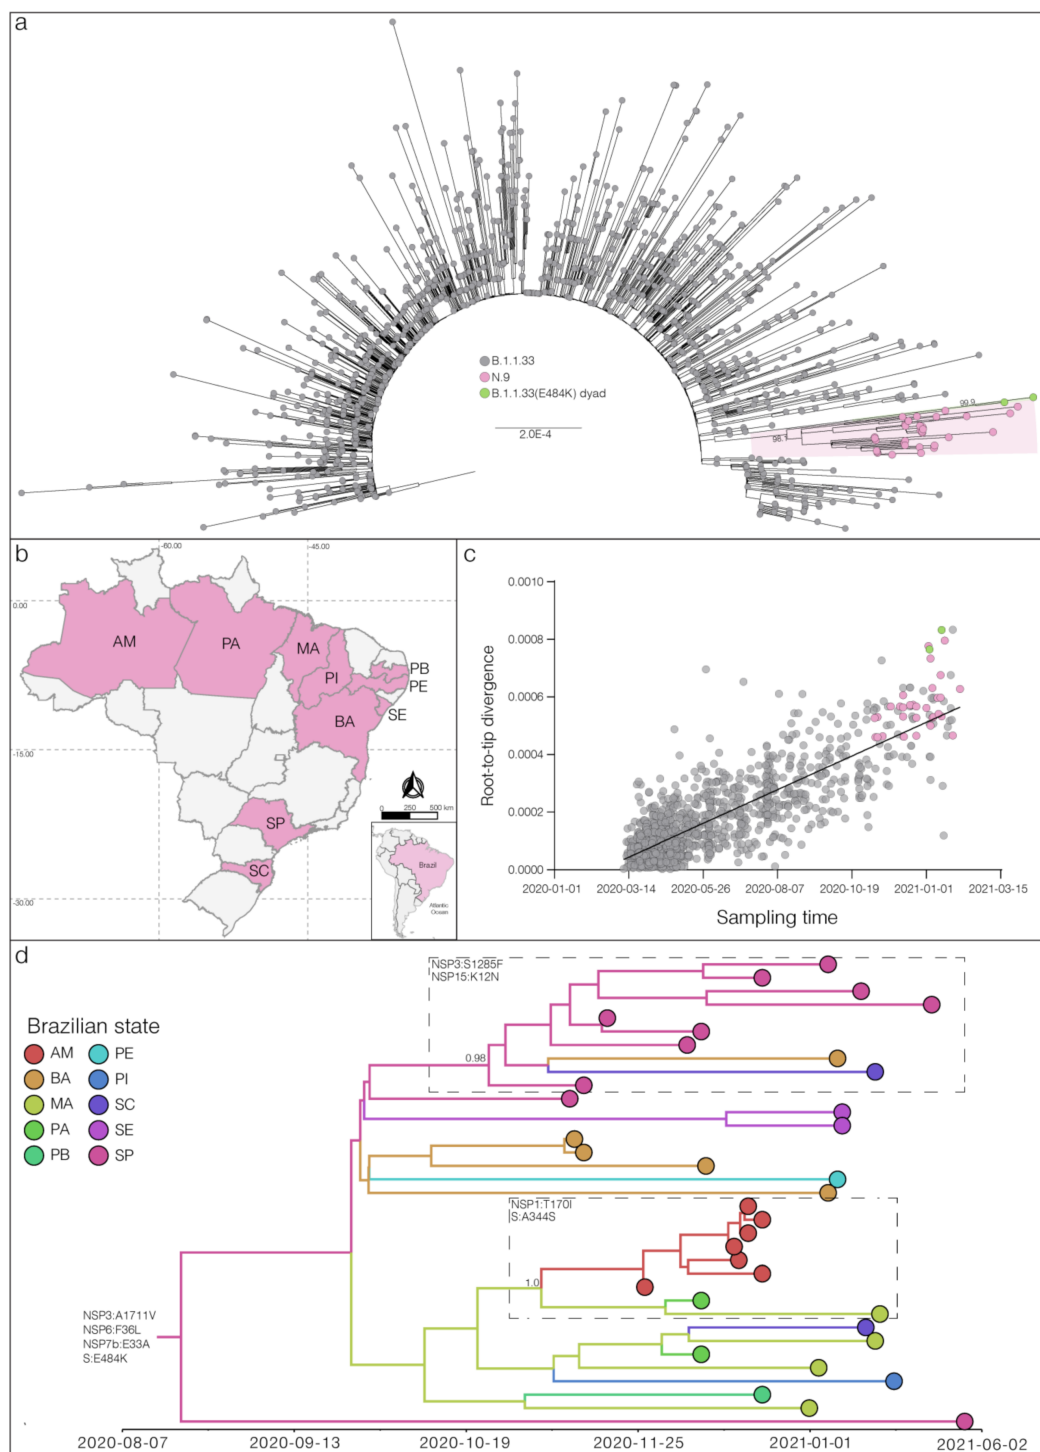 a
B.1.1.33
N.9
B.1.1.33(E484K) dyad
2.0E-4
99.9
98.1
b
-60.00
-45.00
0.00
-15.00
-30.00
AM
PA
MA
PI
PB
PE
SE
BA
SP
SC
0 250 500 km
Brazil
Atlantic
Ocean
c
Root-to-tip divergence
0.0010
0.0008
0.0006
0.0004
0.0002
0.0000
2020-01-01 2020-03-14 2020-05-26 2020-08-07 2020-10-19 2021-01-01 2021-03-15
Sampling time
d
Brazilian state
AM PE
BA PI
MA SC
PA SE
PB SP
NSP3:S1285F
NSP15:K12N
0.98
NSP1:T170I
S:A344S
1.0
NSP3:A1711V
NSP6:F36L
NSP7b:E33A
S:E484K
2020-08-07 2020-09-13 2020-10-19 2020-11-25 2021-01-01 2021-06-02